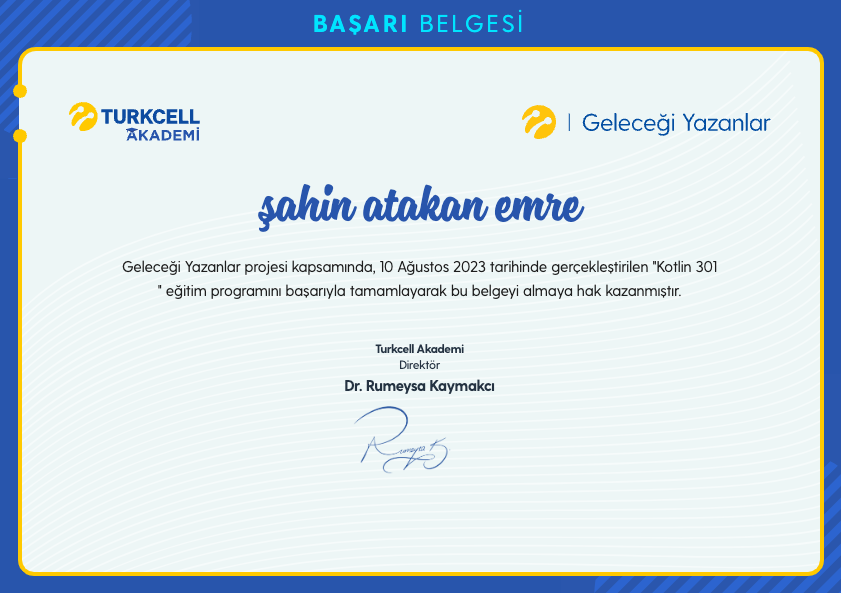 BAŞARI BELGESİ
TURKCELL
AKADEMİ
Geleceği Yazanlar
şahin atakan emre
Geleceği Yazanlar projesi kapsamında, 10 Ağustos 2023 tarihinde gerçekleştirilen "Kotlin 301
" eğitim programını başarıyla tamamlayarak bu belgeyi almaya hak kazanmıştır.
Turkcell Akademi
Direktör
Dr. Rumeysa Kaymakcı
Rumeysa K